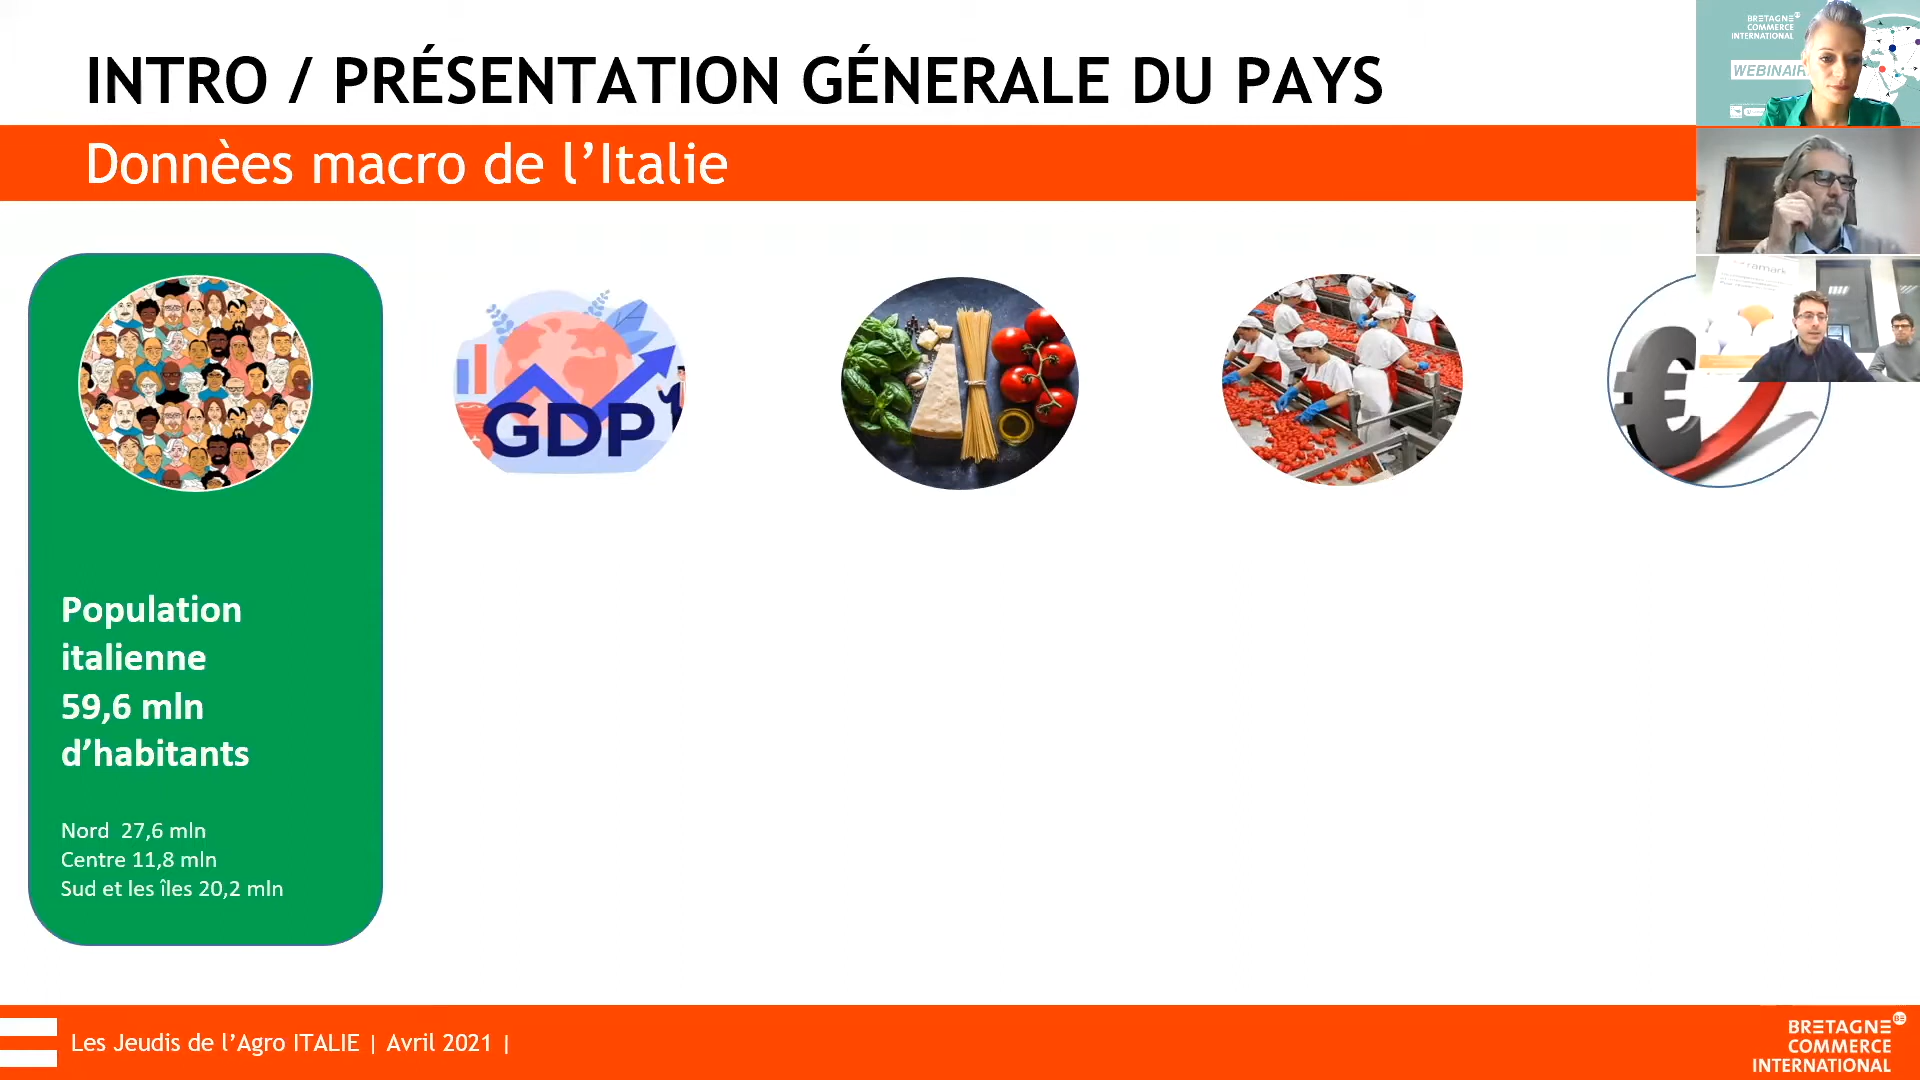 INTRO / PRÉSENTATION GÉNERALE DU PAYS
Donnèes macro de l’Italie
BRETAGNE
COMMERCE
INTERNATIONAL
WEBINAIR
GDP
Population
italienne
59,6 mln
d’habitants
Nord 27,6 mln
Centre 11,8 mln
Sud et les îles 20,2 mln
Les Jeudis de l’Agro ITALIE | Avril 2021 |
BRETAGNE
COMMERCE
INTERNATIONAL